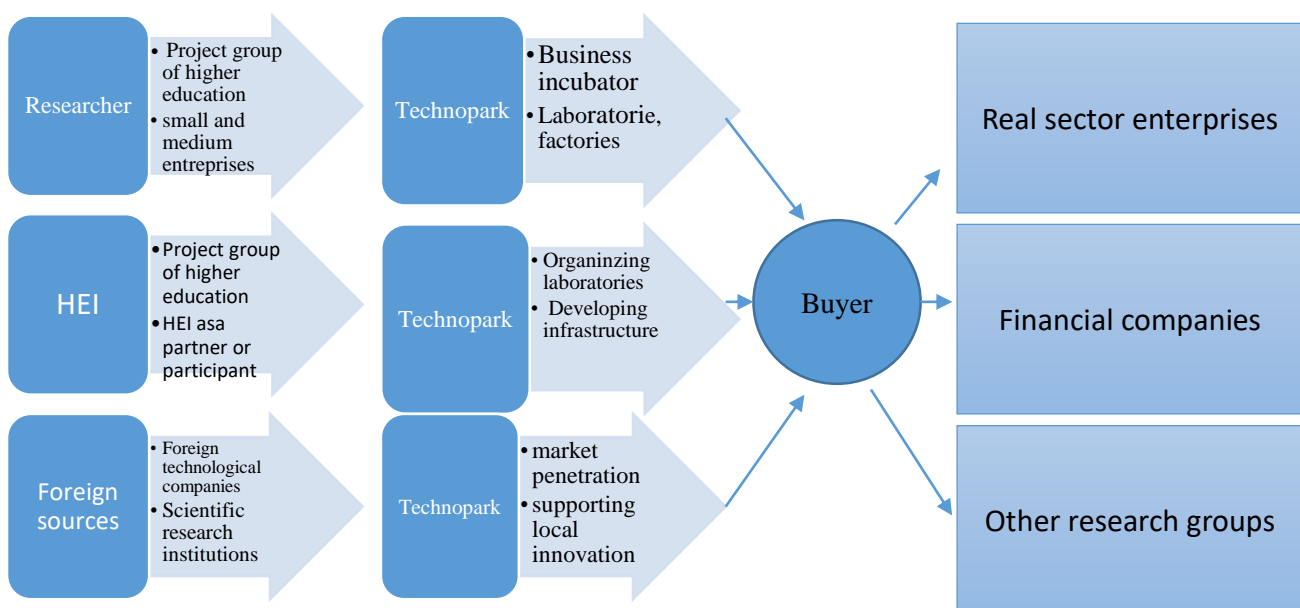 Researcher
• Project
group of higher
education
• small and
medium
entreprises
Technopark
• Business
incubator
• Laboratorie,
factories
Real sector enterprises
HEI
• Project group
of higher
education
• HEI asa
partner or
participant
Technopark
• Organinzing
laboratories
• Developing
infrastructure
Buyer
Financial companies
Foreign
sources
• Foreign
technological
companies
• Scientific
research
institutions
Technopark
• market
penetration
• supporting
local
innovation
Other research groups